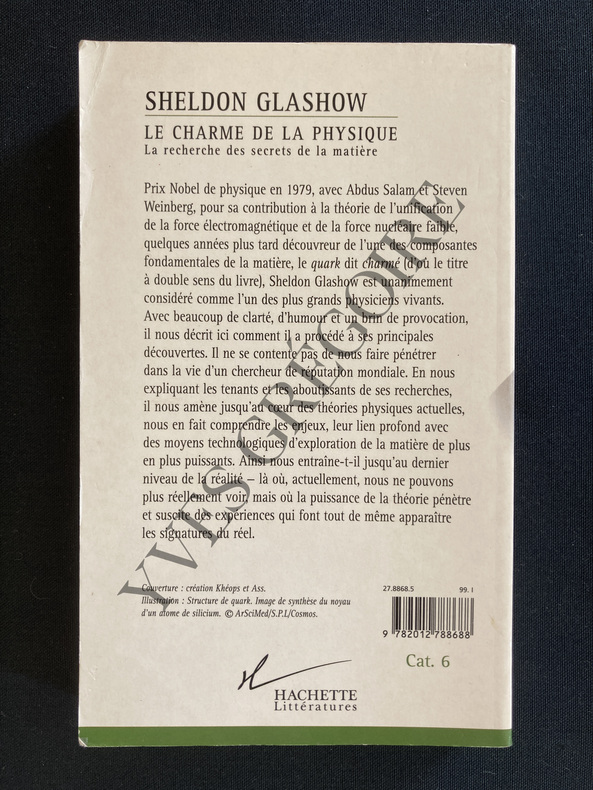 SHELDON GLASHOW
LE CHARME DE LA PHYSIQUE
La recherche des secrets de la matière
Prix Nobel de physique en 1979, avec Abdus Salam et Steven
Weinberg, pour sa contribution à la théorie de l'unification
de la force électromagnétique et de la force nucléaire faible,
quelques années plus tard découvreur de l'une des composantes
fondamentales de la matière, le quark dit charmé (d'où le titre
à double sens du livre), Sheldon Glashow est unanimement
considéré comme l'un des plus grands physiciens vivants.
Avec beaucoup de clarté, d'humour et un brin de provocation,
il nous décrit ici comment il a procédé à ses principales
découvertes. Il ne se contente pas de nous faire pénétrer
dans la vie d'un chercheur de réputation mondiale. En nous
expliquant les tenants et les aboutissants de ses recherches,
il nous amène jusqu'au cœur des théories physiques actuelles,
nous en fait comprendre les enjeux, leur lien profond avec
des moyens technologiques d'exploration de la matière de plus
en plus puissants. Ainsi nous entraîne-t-il jusqu'au dernier
niveau de la réalité – là où, actuellement, nous ne pouvons
plus réellement voir, mais où la puissance de la théorie pénètre
et suscite des expériences qui font tout de même apparaître
les signatures du réel.
Couverture : création Khéops et Ass.
Illustration : Structure de quark. Image de synthèse du noyau
d'un atome de silicium. © ArSciMed/S.P.L/Cosmos.
27.8868.5 99. I
9 782012 788688
Cat. 6
HACHETTE
Littératures
YVES GRÉGOIRE